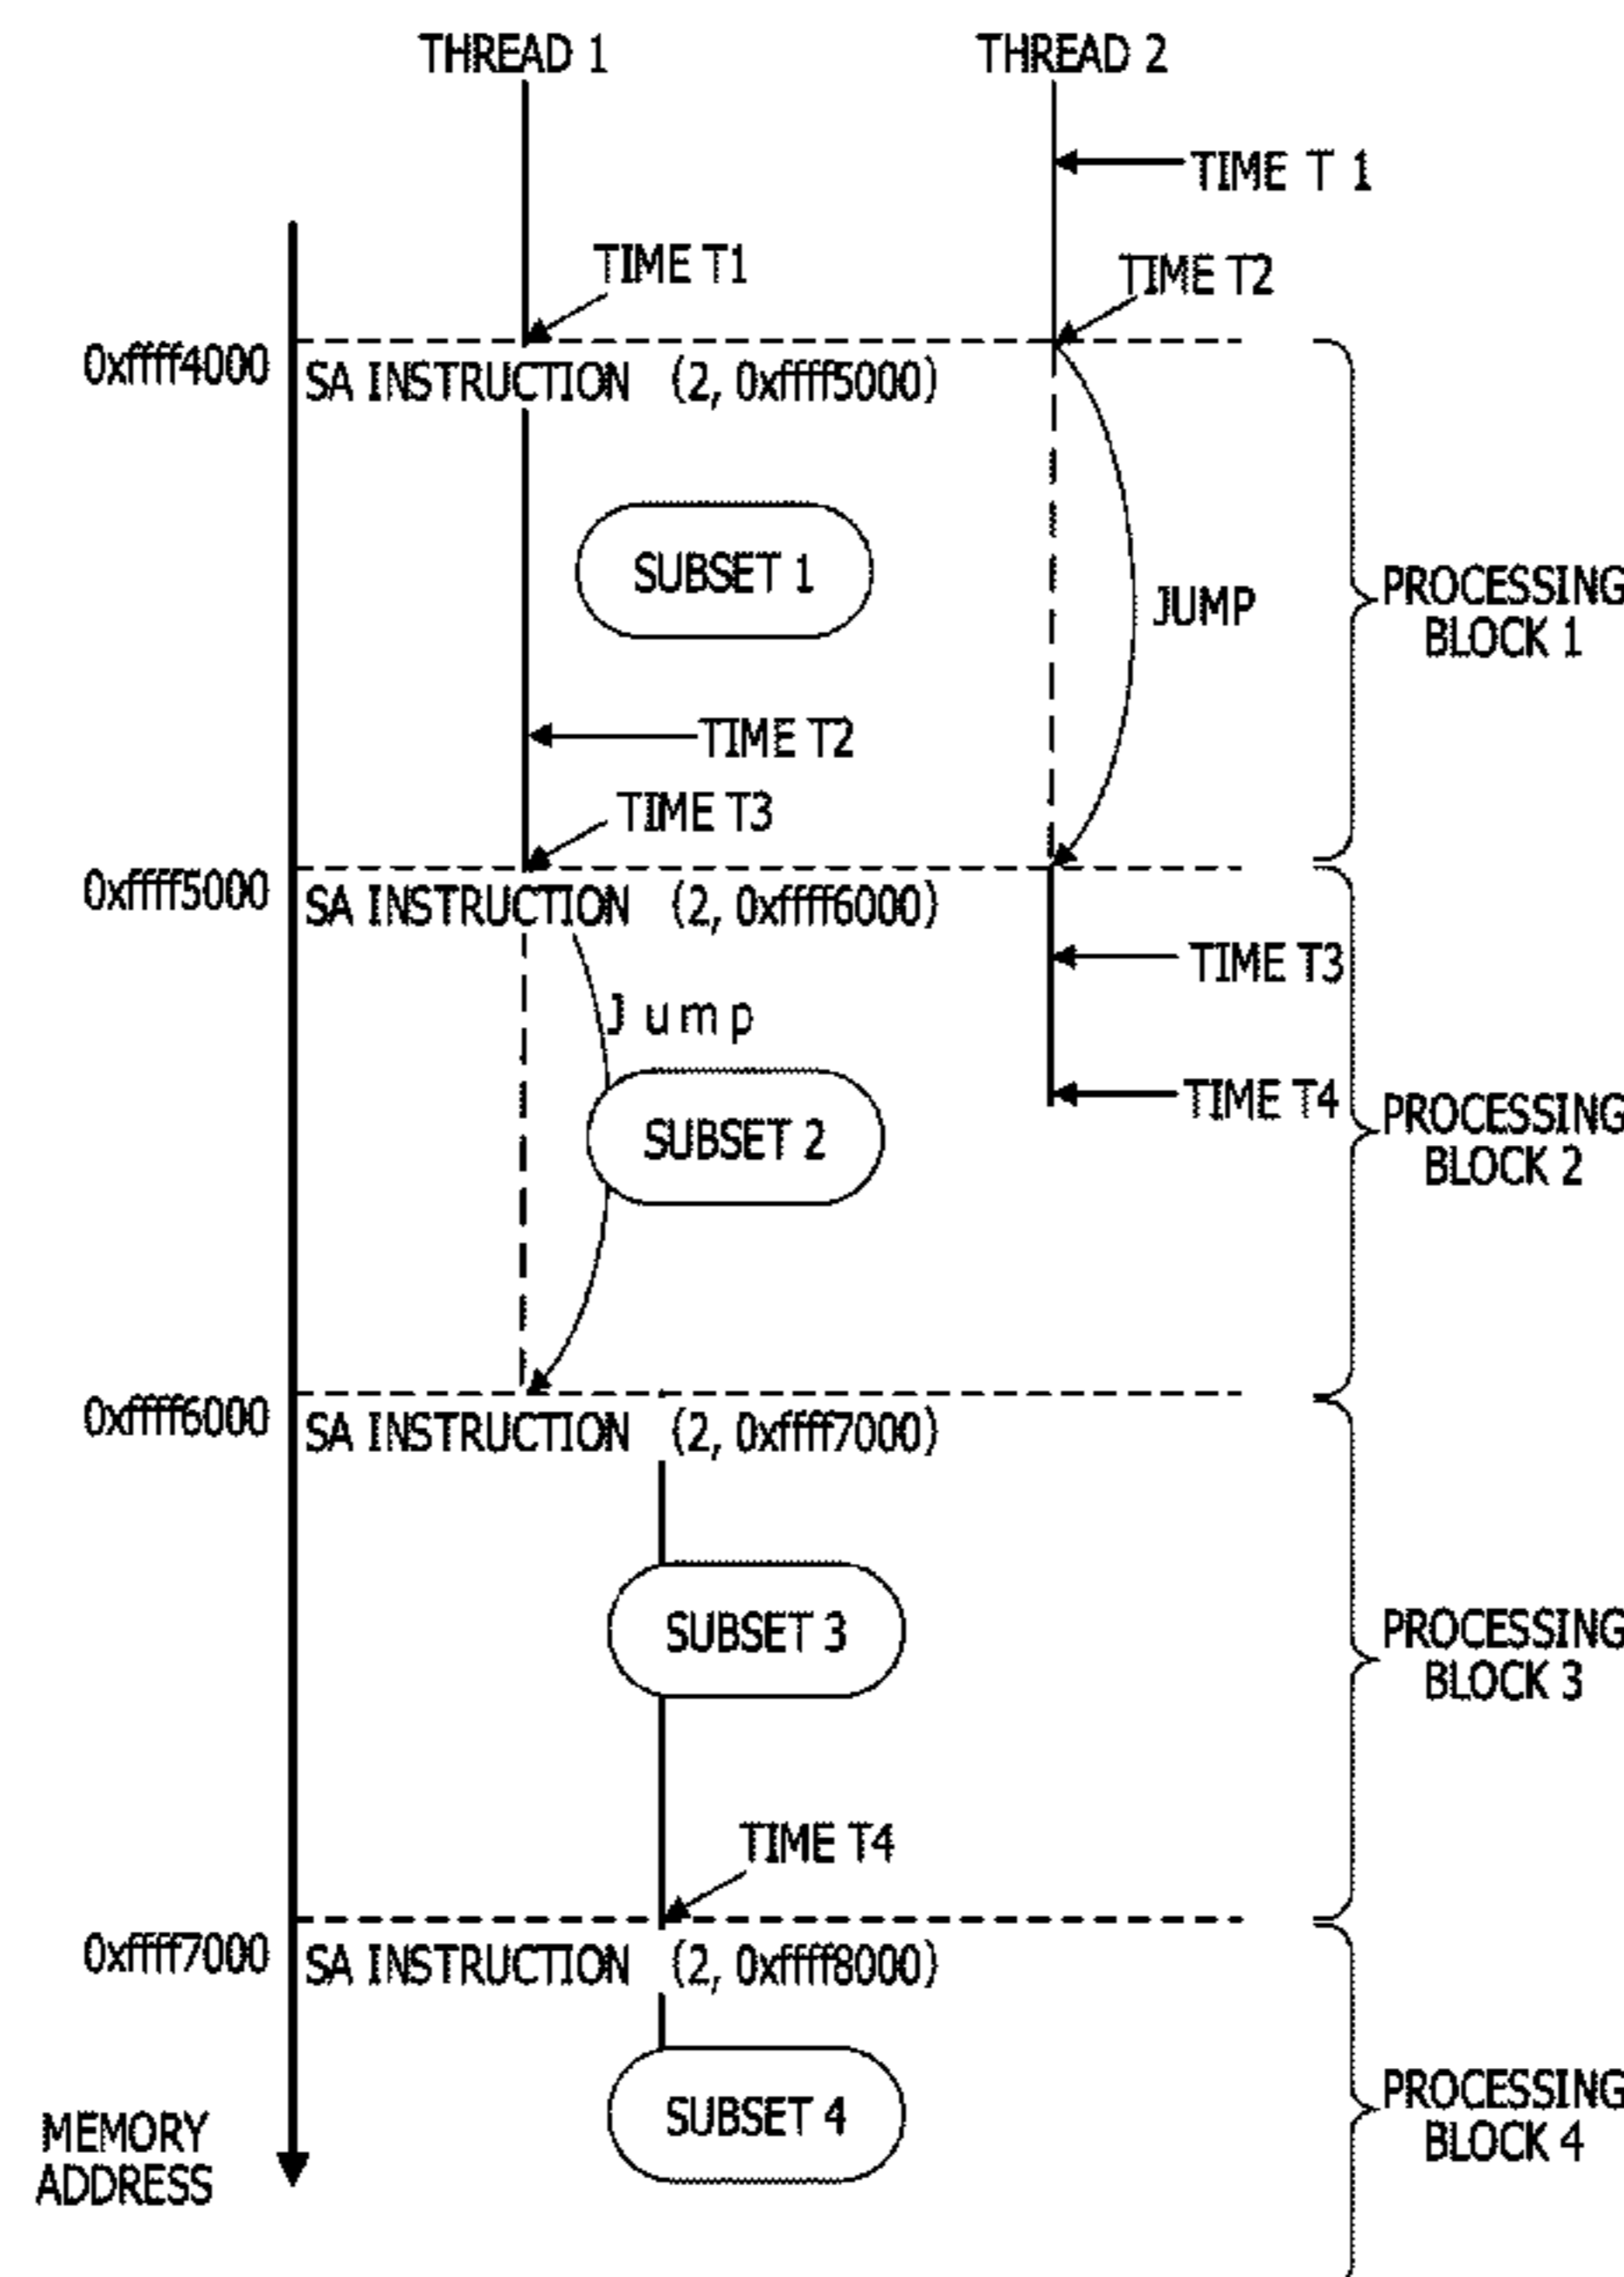 THREAD 1
THREAD 2
TIME T 1
TIME T1
TIME T2
0xffff4000
SA INSTRUCTION (2, 0xffff5000)
SUBSET 1
JUMP
PROCESSING
BLOCK 1
TIME T2
TIME T3
0xffff5000
SA INSTRUCTION (2, 0xffff6000)
TIME T3
Jump
TIME T4
SUBSET 2
PROCESSING
BLOCK 2
0xffff6000
SA INSTRUCTION (2, 0xffff7000)
SUBSET 3
PROCESSING
BLOCK 3
TIME T4
0xffff7000
SA INSTRUCTION (2, 0xffff8000)
SUBSET 4
PROCESSING
BLOCK 4
MEMORY
ADDRESS